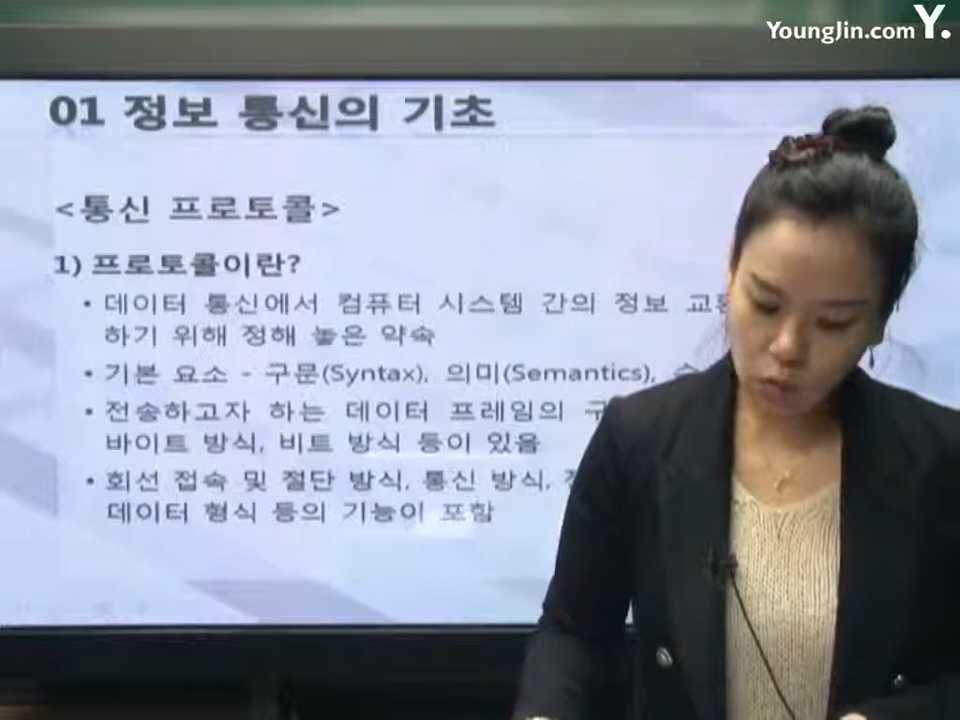 YoungJin.com Y.
01 정보 통신의 기초
<통신 프로토콜>
1) 프로토콜이란?
• 데이터 통신에서 컴퓨터 시스템 간의 정보
하기 위해 정해 놓은 약속
• 기본 요소 - 구문(Syntax), 의미(Semantics),
• 전송하고자 하는 데이터 프레임의
바이트 방식, 비트 방식 등이 있음
• 회선 접속 및 절단 방식, 통신 방식,
데이터 형식 등의 기능이 포함